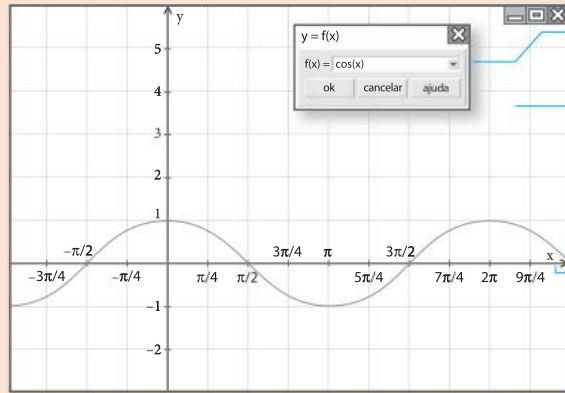 y
y = f(x)
f(x) = cos(x)
ok cancelar ajuda
5
4
3
2
1
–π/2 3π/4 π 3π/2 x
–3π/4 –π/4 π/4 π/2 5π/4 7π/4 2π 9π/4
–1
–2